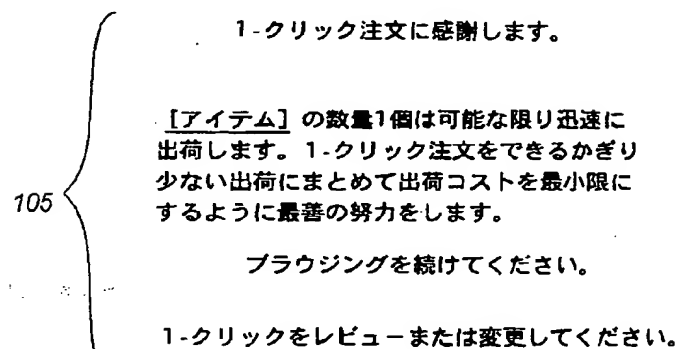 1-クリック注文に感謝します。
[アイテム] の数量1個は可能な限り迅速に
出荷します。1-クリック注文をできるかぎり
少ない出荷にまとめて出荷コストを最小限に
するように最善の努力をします。
105
ブラウジングを続けてください。
1-クリックをレビューまたは変更してください。